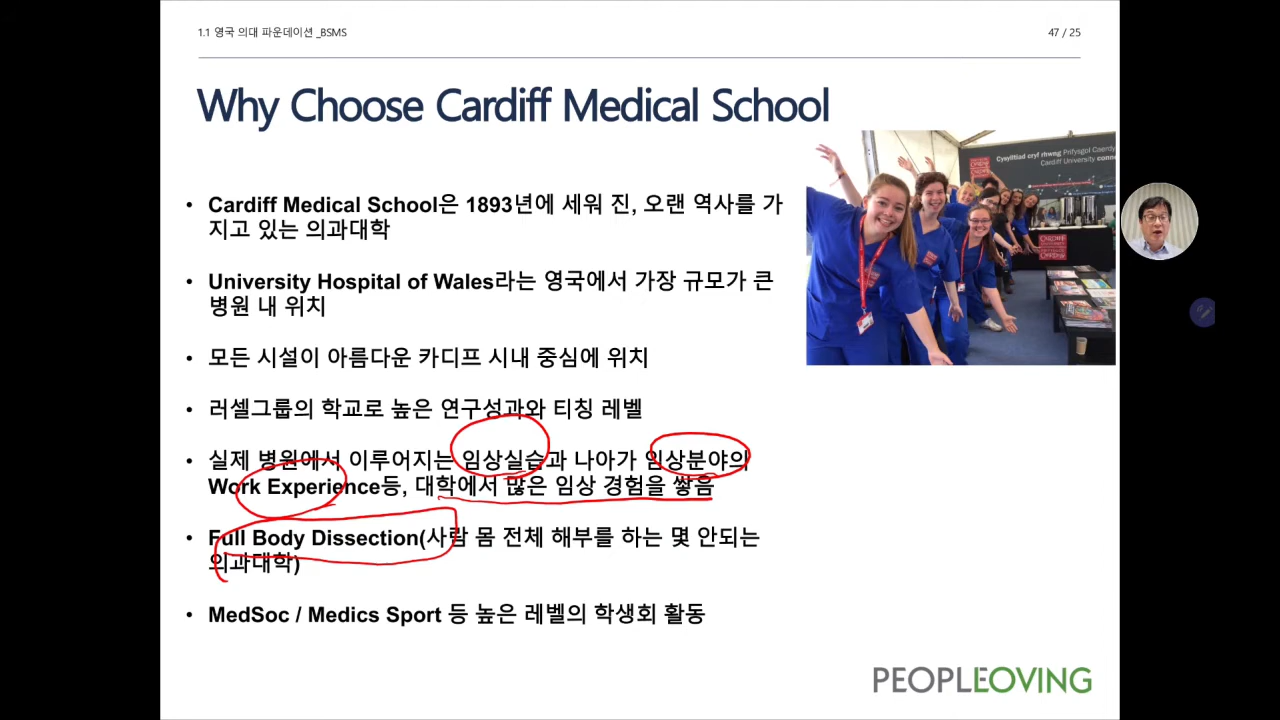 1.1 영국 의대 파운데이션 _BSMS
47 / 25
Why Choose Cardiff Medical School
Cysylltiad cryf rhwng Prifysgol Caerdy
Cardiff University conne
CARDIFF
• Cardiff Medical School은 1893년에 세워 진, 오랜 역사를 가
지고 있는 의과대학
• University Hospital of Wales라는 영국에서 가장 규모가 큰
병원 내 위치
• 모든 시설이 아름다운 카디프 시내 중심에 위치
• 러셀그룹의 학교로 높은 연구성과와 티칭 레벨
• 실제 병원에서 이루어지는 임상실습과 나아가 임상분야의
Work Experience등, 대학에서 많은 임상 경험을 쌓음
• Full Body Dissection(사람 몸 전체 해부를 하는 몇 안되는
의과대학)
• MedSoc / Medics Sport 등 높은 레벨의 학생회 활동
PEOPLELOVING